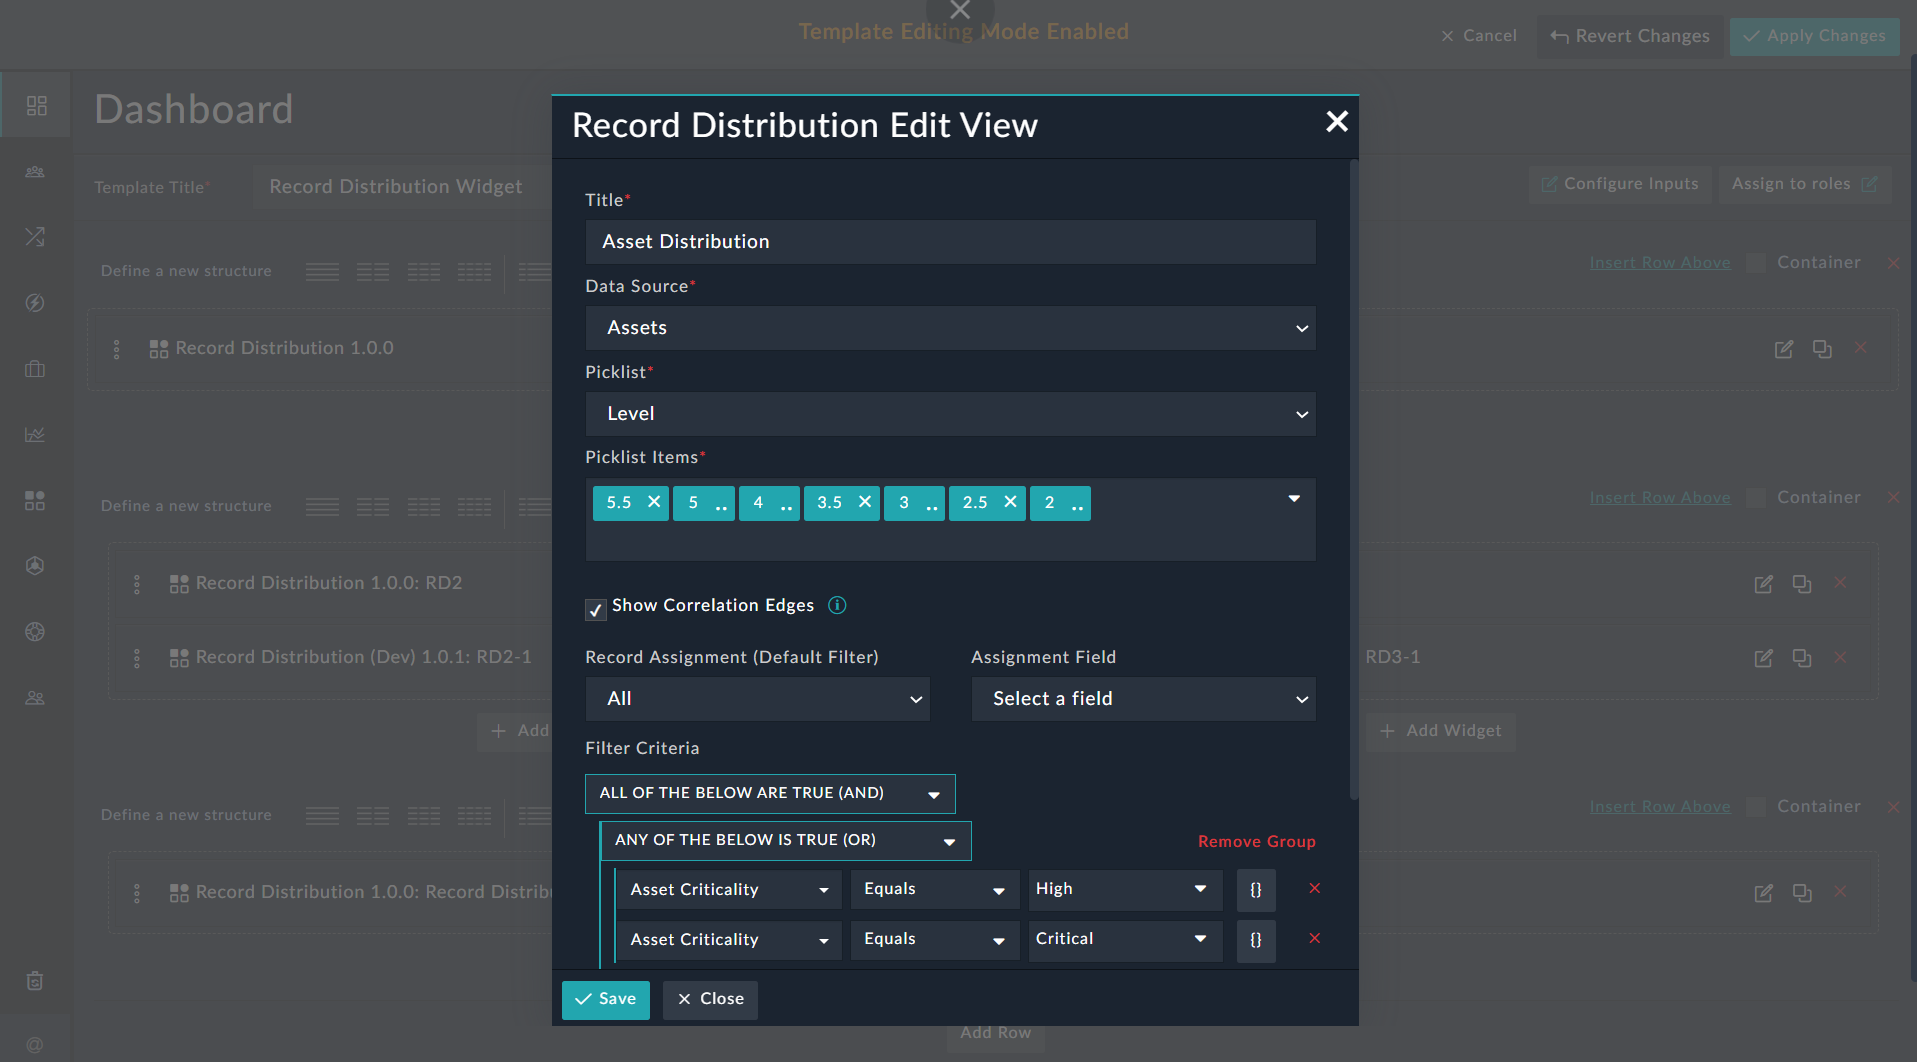 Template Editing Mode Enabled
Cancel
Revert Changes
Apply Changes
Dashboard
Record Distribution Edit View
Template Title*
Record Distribution Widget
Configure Inputs
Assign to roles
Title*
Asset Distribution
Define a new structure
Insert Row Above
Container
Data Source*
Assets
Record Distribution 1.0.0
Picklist*
Level
Picklist Items*
5.5
5 ..
4 ..
3.5
3 ..
2.5
2 ..
Define a new structure
Insert Row Above
Container
Record Distribution 1.0.0: RD2
Show Correlation Edges
Record Distribution (Dev) 1.0.1: RD2-1
RD3-1
Record Assignment (Default Filter)
Assignment Field
All
Select a field
Add
Add Widget
Filter Criteria
ALL OF THE BELOW ARE TRUE (AND)
Define a new structure
Insert Row Above
Container
ANY OF THE BELOW IS TRUE (OR)
Remove Group
Record Distribution 1.0.0: Record Distrib
Asset Criticality
Equals
High
{}
Asset Criticality
Equals
Critical
{}
Save
Close
Add Row
@